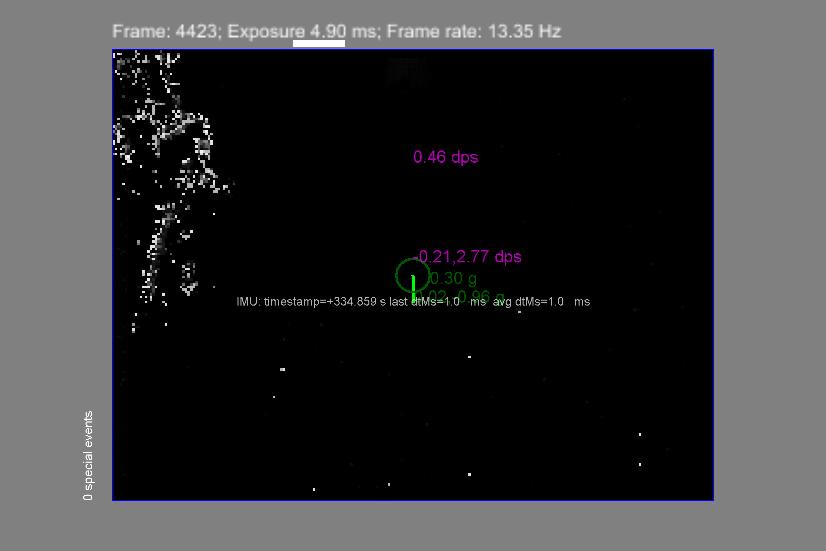 Frame: 4423; Exposure 4.90 ms; Frame rate: 13.35 Hz
0.46 dps
-0.21,2.77 dps
0.30 g
0.02,-0.96 g
IMU: timestamp=+334.859 s last dtMs=1.0 ms avg dtMs=1.0 ms
0 special events